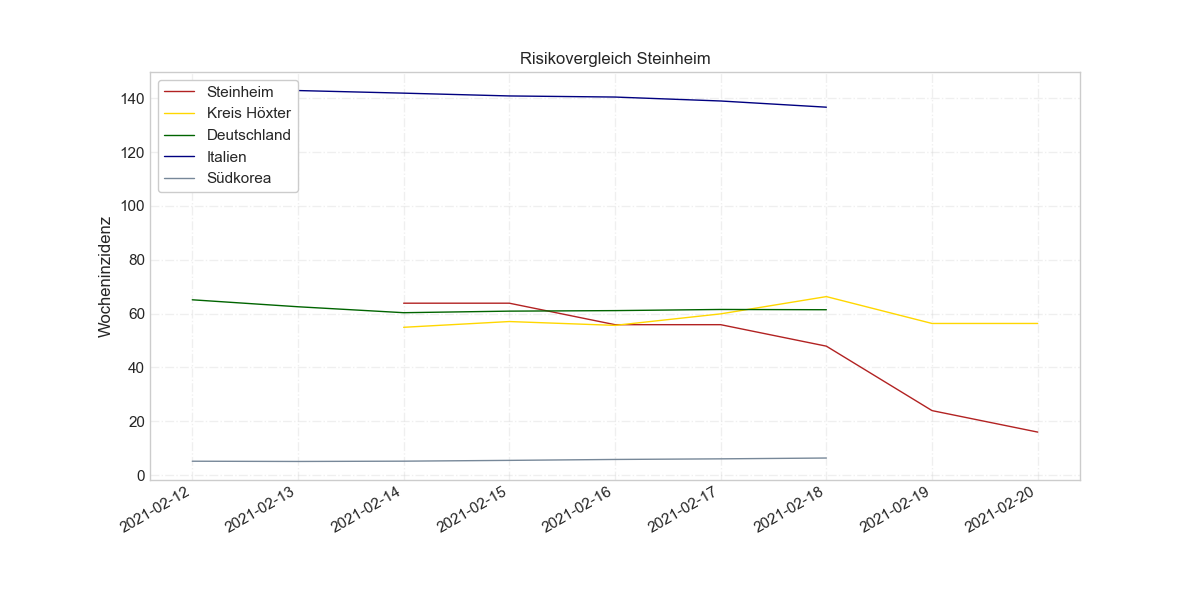 Risikovergleich Steinheim
Steinheim
Kreis Höxter
Deutschland
Italien
Südkorea
Wocheninzidenz
140
120
100
80
60
40
20
0
2021-02-12
2021-02-13
2021-02-14
2021-02-15
2021-02-16
2021-02-17
2021-02-18
2021-02-19
2021-02-20